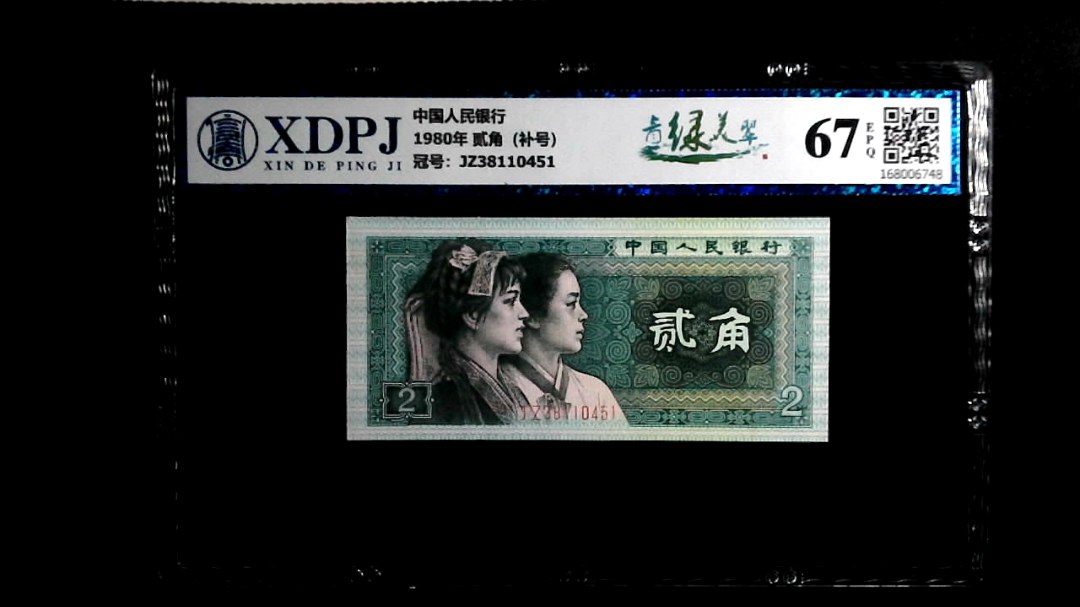 XDPJ
XIN DE PING JI
中国人民银行
1980年 贰角（补号）
冠号：JZ38110451
绿美翠
67
EPQ
168006748
中国人民银行
贰角
2
2
JZ38110451